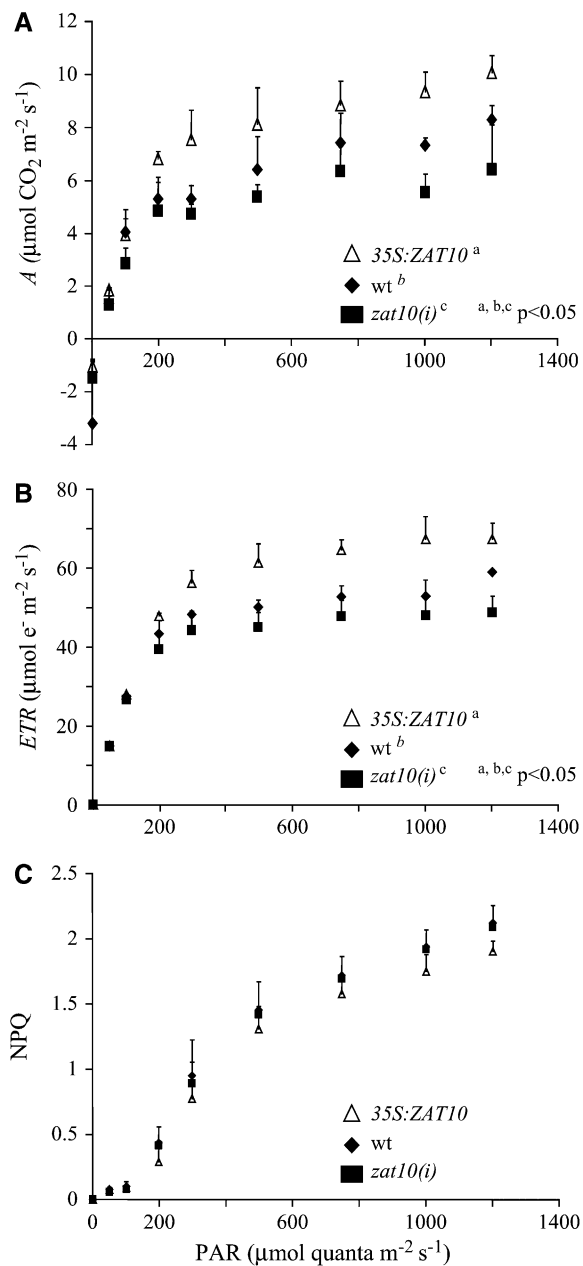 A
12
10
8
6
4
2
0
-2
-4
A (μmol CO2 m-2 s-1)
200 600 1000 1400
35S:ZAT10 a
wt b
zat10(i) c a, b,c p<0.05
B
80
60
40
20
0
ETR (μmol e- m-2 s-1)
35S:ZAT10 a
wt b
zat10(i) c a, b,c p<0.05
200 600 1000 1400
C
2.5
2
1.5
1
0.5
0
NPQ
35S:ZAT10
wt
zat10(i)
0 200 600 1000 1400
PAR (μmol quanta m-2 s-1)